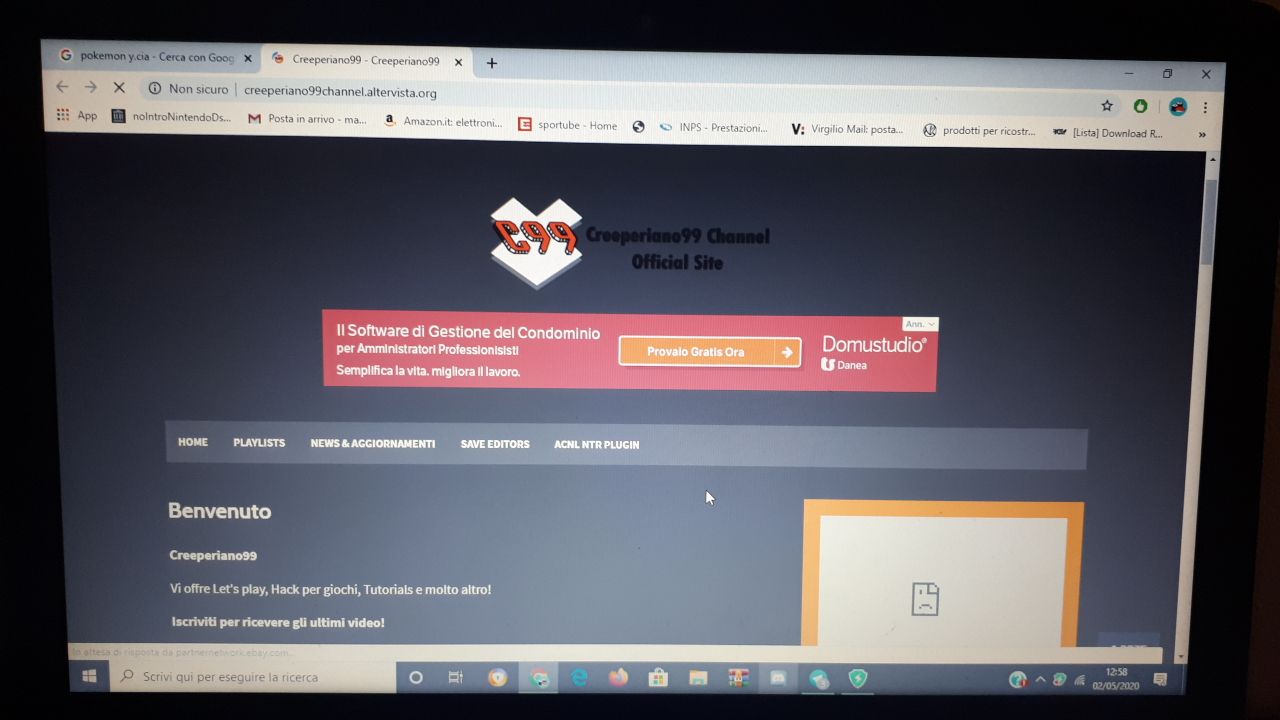 pokemon y.cia - Cerca con Goog
Creeperiano99 - Creeperiano99
Non sicuro | creeperiano99channel.altervista.org
App
noIntroNintendoDs...
Posta in arrivo - ma...
Amazon.it: elettroni...
sportube - Home
INPS - Prestazioni...
Virgilio Mail: posta...
prodotti per ricostr...
[Lista] Download R...
»
C99
Creeperiano99 Channel
Official Site
Il Software di Gestione del Condominio
per Amministratori Professionisisti
Semplifica la vita. migliora il lavoro.
Provalo Gratis Ora
Ann.
Domustudio®
Danea
HOME
PLAYLISTS
NEWS & AGGIORNAMENTI
SAVE EDITORS
ACNL NTR PLUGIN
Benvenuto
Creeperiano99
Vi offre Let's play, Hack per giochi, Tutorials e molto altro!
Iscriviti per ricevere gli ultimi video!
In attesa di risposta da partnernetwork.ebay.com...
Scrivi qui per eseguire la ricerca
12:58
02/05/2020